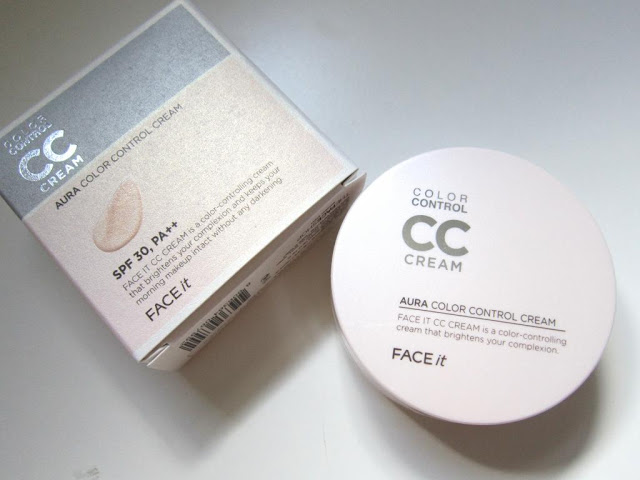 COLOR
CONTROL
CC
CREAM
AURA COLOR CONTROL CREAM
SPF 30, PA++
FACE IT CC CREAM is a color-controlling cream
that brightens your complexion and keeps your
morning makeup intact without any darkening.
FACE it
COLOR
CONTROL
CC
CREAM
AURA COLOR CONTROL CREAM
FACE IT CC CREAM is a color-controlling
cream that brightens your complexion.
FACE it